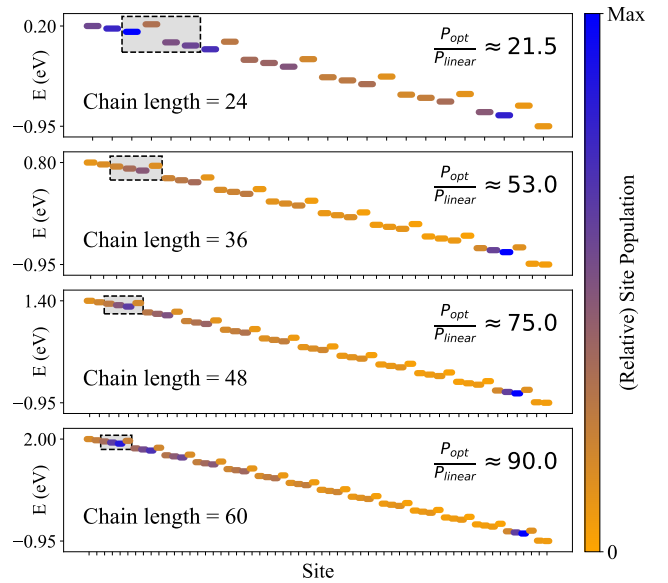 0.20
E (eV)
−0.95
Chain length = 24
P_opt / P_linear ≈ 21.5
0.80
E (eV)
−0.95
Chain length = 36
P_opt / P_linear ≈ 53.0
1.40
E (eV)
−0.95
Chain length = 48
P_opt / P_linear ≈ 75.0
2.00
E (eV)
−0.95
Chain length = 60
P_opt / P_linear ≈ 90.0
Site
Max
(Relative) Site Population
0